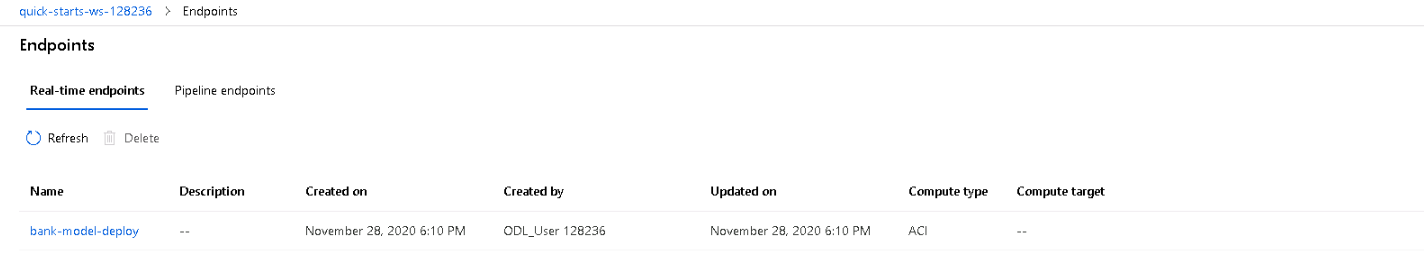 quick-starts-ws-128236 > Endpoints
Endpoints
Real-time endpoints Pipeline endpoints
Refresh Delete
Name Description Created on Created by Updated on Compute type Compute target
bank-model-deploy -- November 28, 2020 6:10 PM ODL_User 128236 November 28, 2020 6:10 PM ACI --